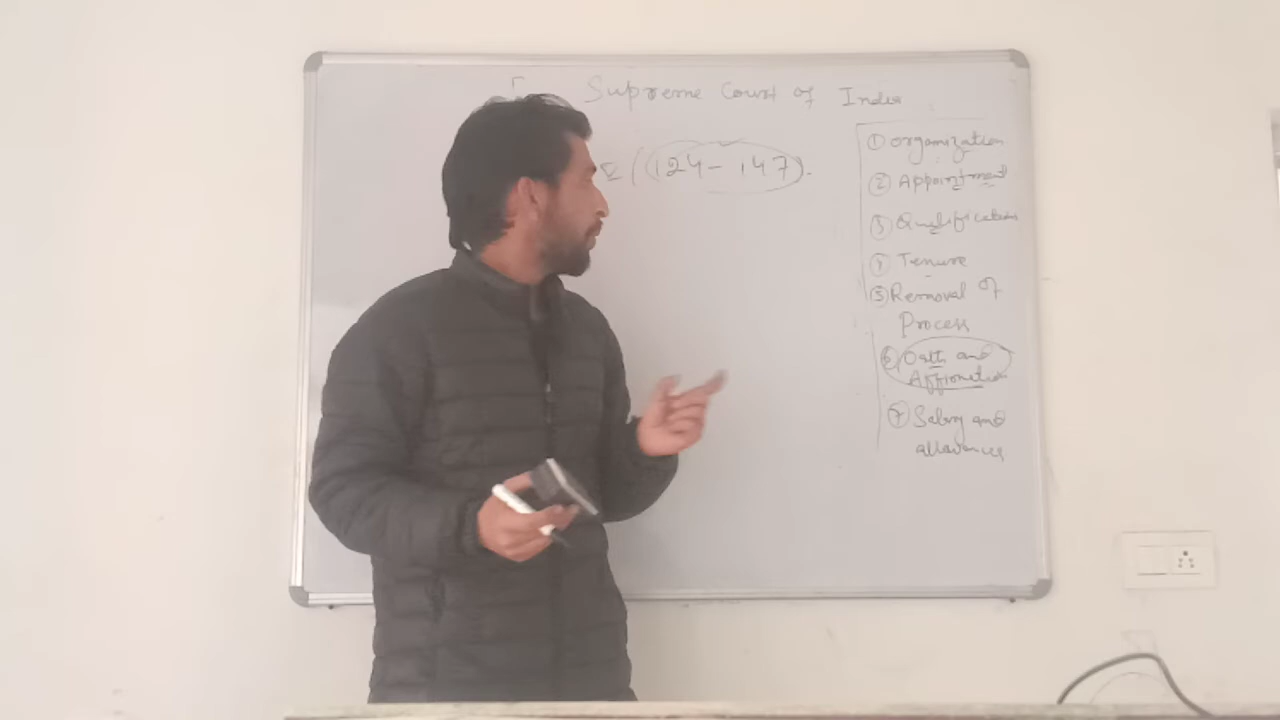 Supreme Court of India
(124 - 147).
① Organization
② Appointment
③ Qualifications
④ Tenure
⑤ Removal of
Process
⑥ Oath and
Affirmation
⑦ Salary and
allowances